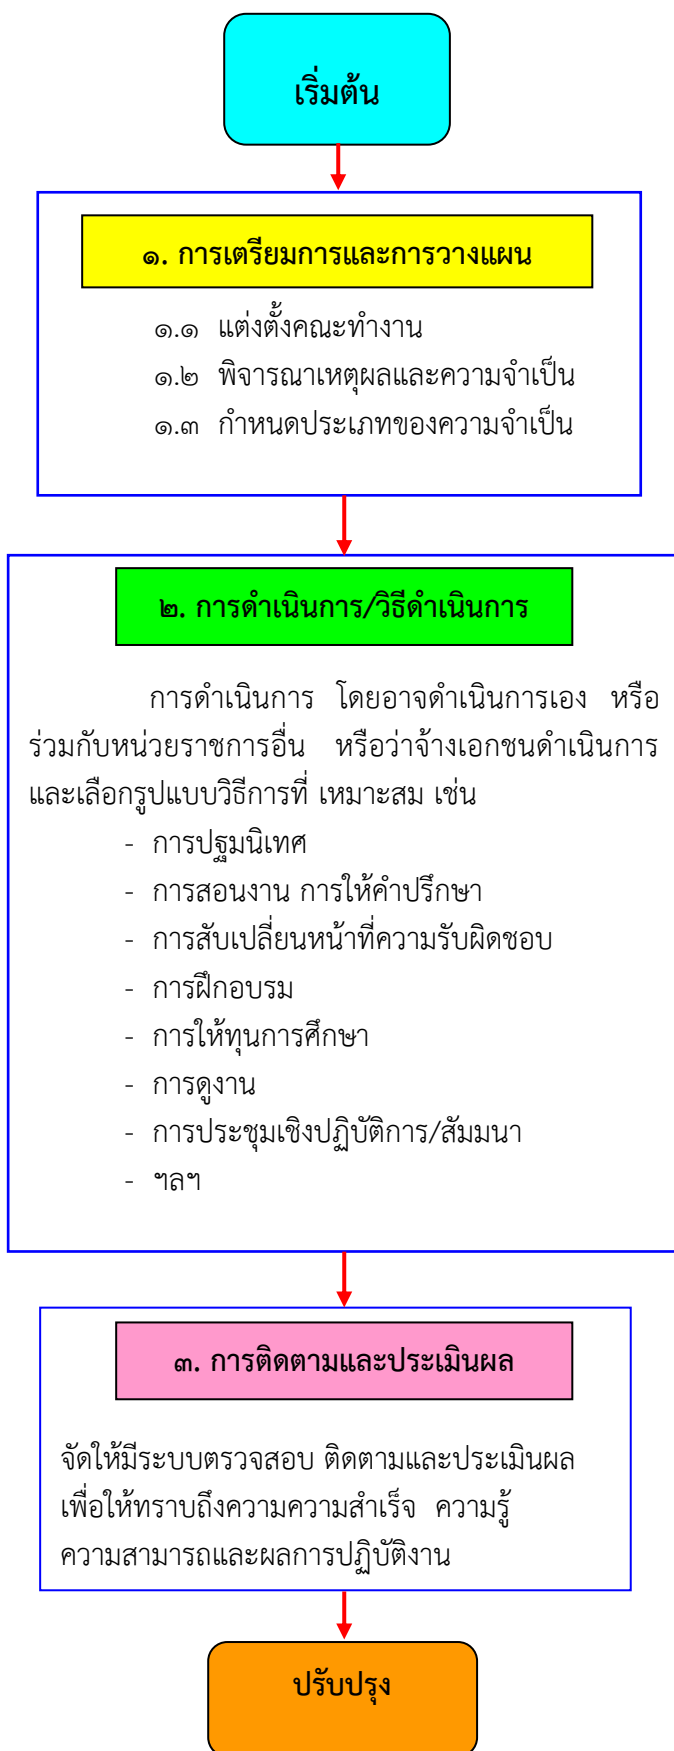 เริ่มต้น
๑. การเตรียมการและการวางแผน
๑.๑ แต่งตั้งคณะทำงาน
๑.๒ พิจารณาเหตุผลและความจำเป็น
๑.๓ กำหนดประเภทของความจำเป็น
๒. การดำเนินการ/วิธีดำเนินการ
การดำเนินการ โดยอาจดำเนินการเอง หรือ
ร่วมกับหน่วยราชการอื่น หรือว่าจ้างเอกชนดำเนินการ
และเลือกรูปแบบวิธีการที่ เหมาะสม เช่น
- การปฐมนิเทศ
- การสอนงาน การให้คำปรึกษา
- การสับเปลี่ยนหน้าที่ความรับผิดชอบ
- การฝึกอบรม
- การให้ทุนการศึกษา
- การดูงาน
- การประชุมเชิงปฏิบัติการ/สัมมนา
- ฯลฯ
๓. การติดตามและประเมินผล
จัดให้มีระบบตรวจสอบ ติดตามและประเมินผล
เพื่อให้ทราบถึงความความสำเร็จ ความรู้
ความสามารถและผลการปฏิบัติงาน
ปรับปรุง